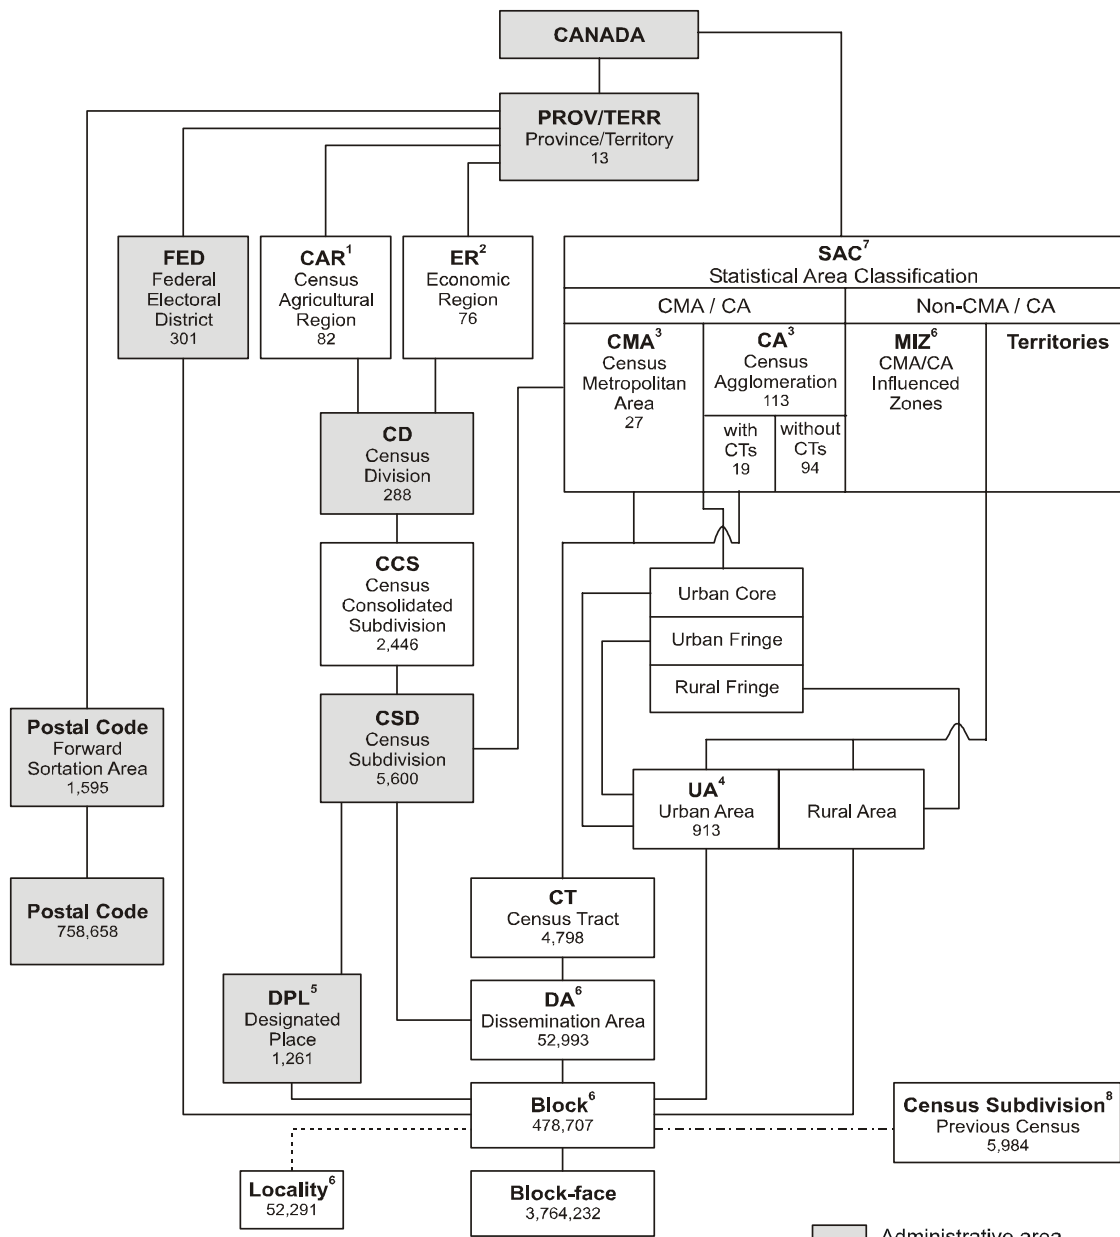 CANADA
PROV/TERR
Province/Territory
13
FED
Federal
Electoral
District
301
CAR¹
Census
Agricultural
Region
82
ER²
Economic
Region
76
SAC⁷
Statistical Area Classification
CMA / CA
Non-CMA / CA
CMA³
Census
Metropolitan
Area
27
CA³
Census
Agglomeration
113
with
CTs
19
without
CTs
94
MIZ⁶
CMA/CA
Influenced
Zones
Territories
CD
Census
Division
288
CCS
Census
Consolidated
Subdivision
2,446
Urban Core
Urban Fringe
Rural Fringe
Postal Code
Forward
Sortation Area
1,595
CSD
Census
Subdivision
5,600
UA⁴
Urban Area
913
Rural Area
Postal Code
758,658
CT
Census Tract
4,798
DPL⁵
Designated
Place
1,261
DA⁶
Dissemination Area
52,993
Block⁶
478,707
Census Subdivision⁸
Previous Census
5,984
Locality⁶
52,291
Block-face
3,764,232
Administrative area